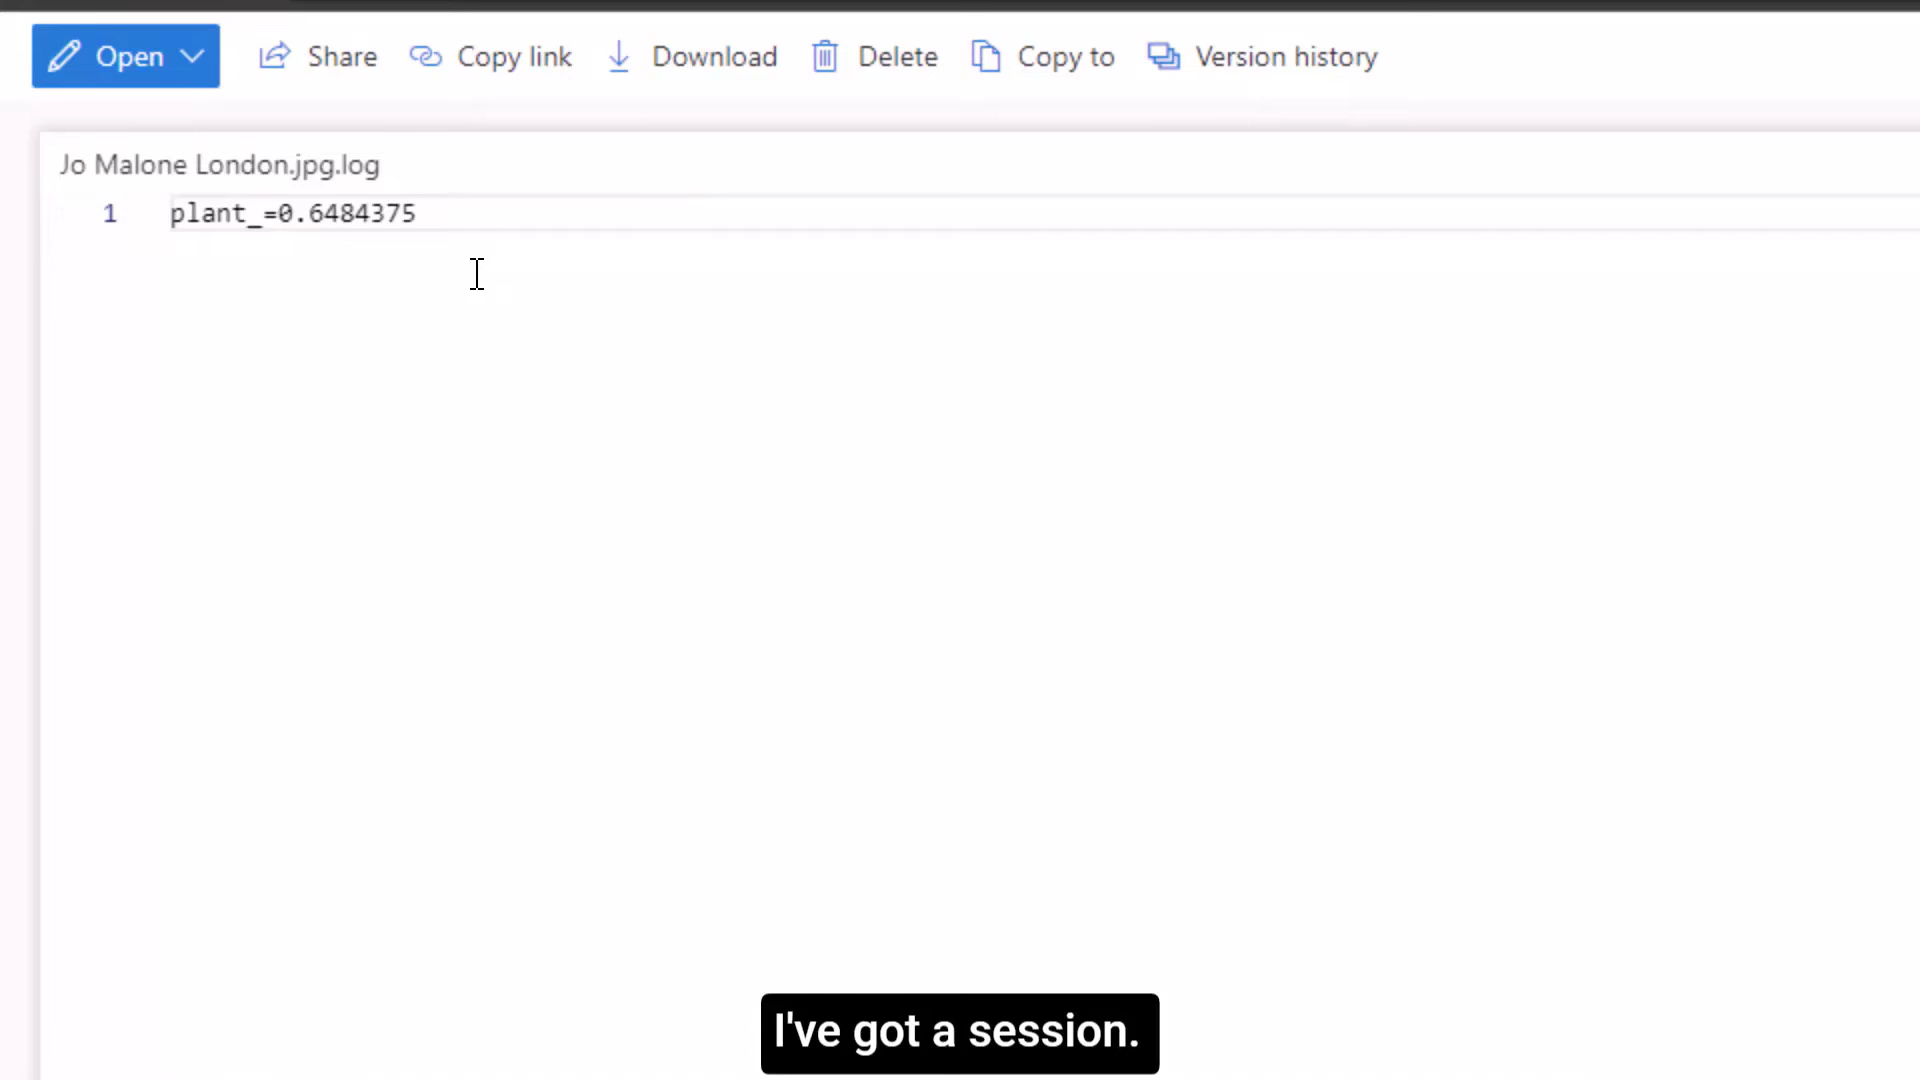 Open Share Copy link Download Delete Copy to Version history
Jo Malone London.jpg.log
1 plant_=0.6484375
I've got a session.